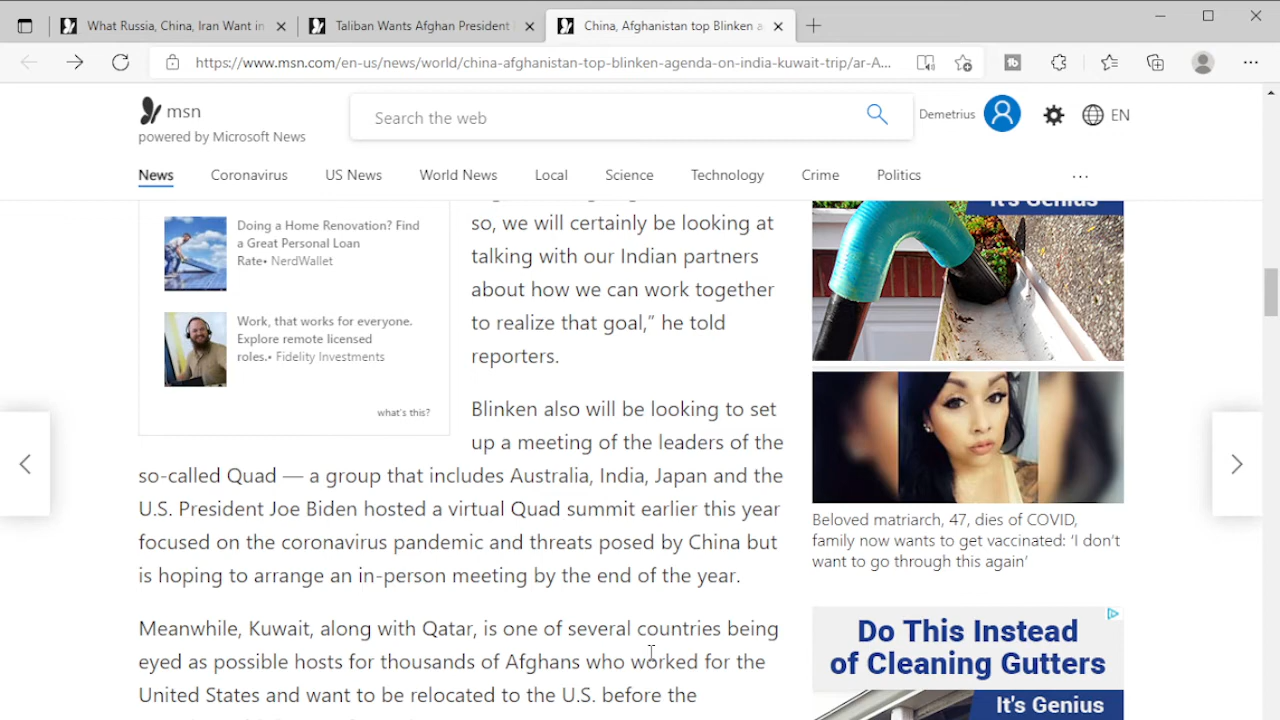 What Russia, China, Iran Want in
Taliban Wants Afghan President
China, Afghanistan top Blinken a
https://www.msn.com/en-us/news/world/china-afghanistan-top-blinken-agenda-on-india-kuwait-trip/ar-A...
msn
powered by Microsoft News
Search the web
Demetrius
EN
News
Coronavirus
US News
World News
Local
Science
Technology
Crime
Politics
...
Doing a Home Renovation? Find
a Great Personal Loan
Rate• NerdWallet
Work, that works for everyone.
Explore remote licensed
roles.• Fidelity Investments
what's this?
so, we will certainly be looking at
talking with our Indian partners
about how we can work together
to realize that goal,” he told
reporters.
Blinken also will be looking to set
up a meeting of the leaders of the
so-called Quad — a group that includes Australia, India, Japan and the
U.S. President Joe Biden hosted a virtual Quad summit earlier this year
focused on the coronavirus pandemic and threats posed by China but
is hoping to arrange an in-person meeting by the end of the year.
Meanwhile, Kuwait, along with Qatar, is one of several countries being
eyed as possible hosts for thousands of Afghans who worked for the
United States and want to be relocated to the U.S. before the
It's Genius
Beloved matriarch, 47, dies of COVID,
family now wants to get vaccinated: ‘I don’t
want to go through this again’
Do This Instead
of Cleaning Gutters
It's Genius